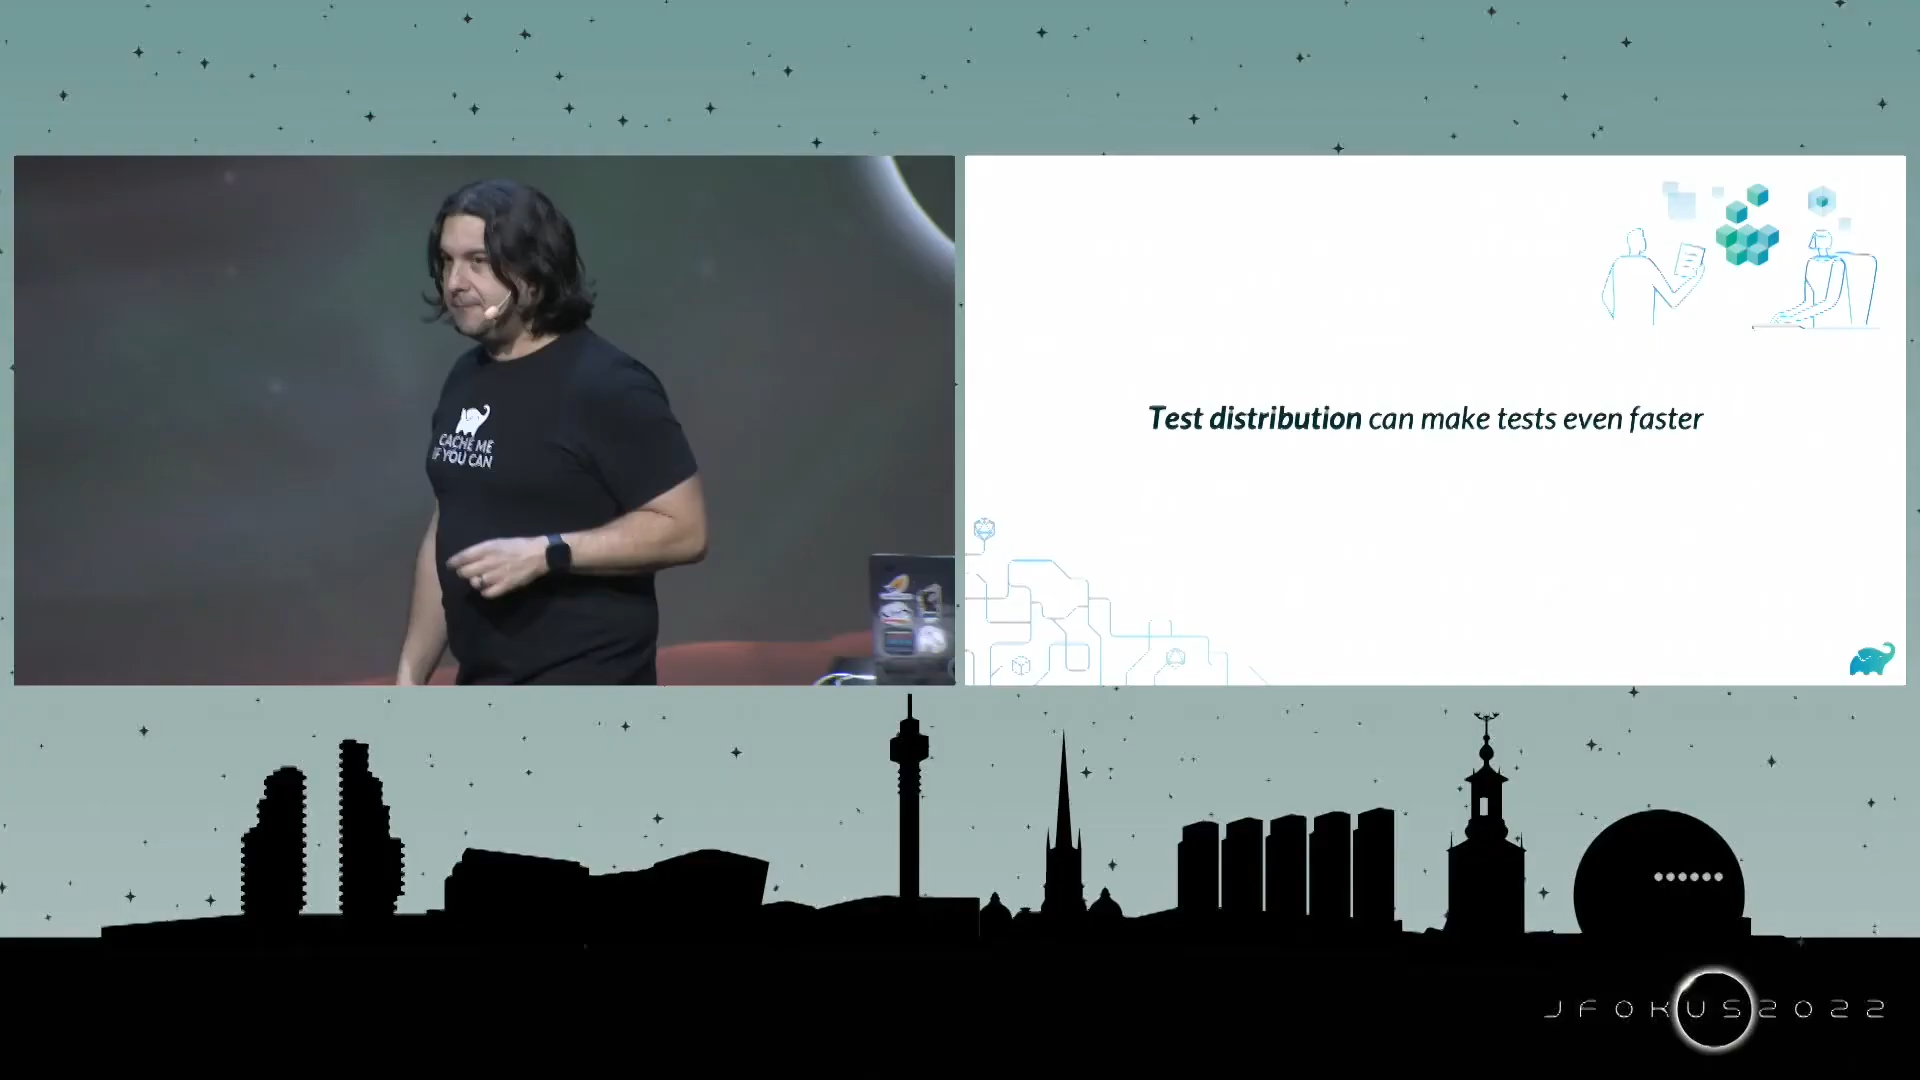 CACHE ME
IF YOU CAN
Test distribution can make tests even faster
JFOKUS2022